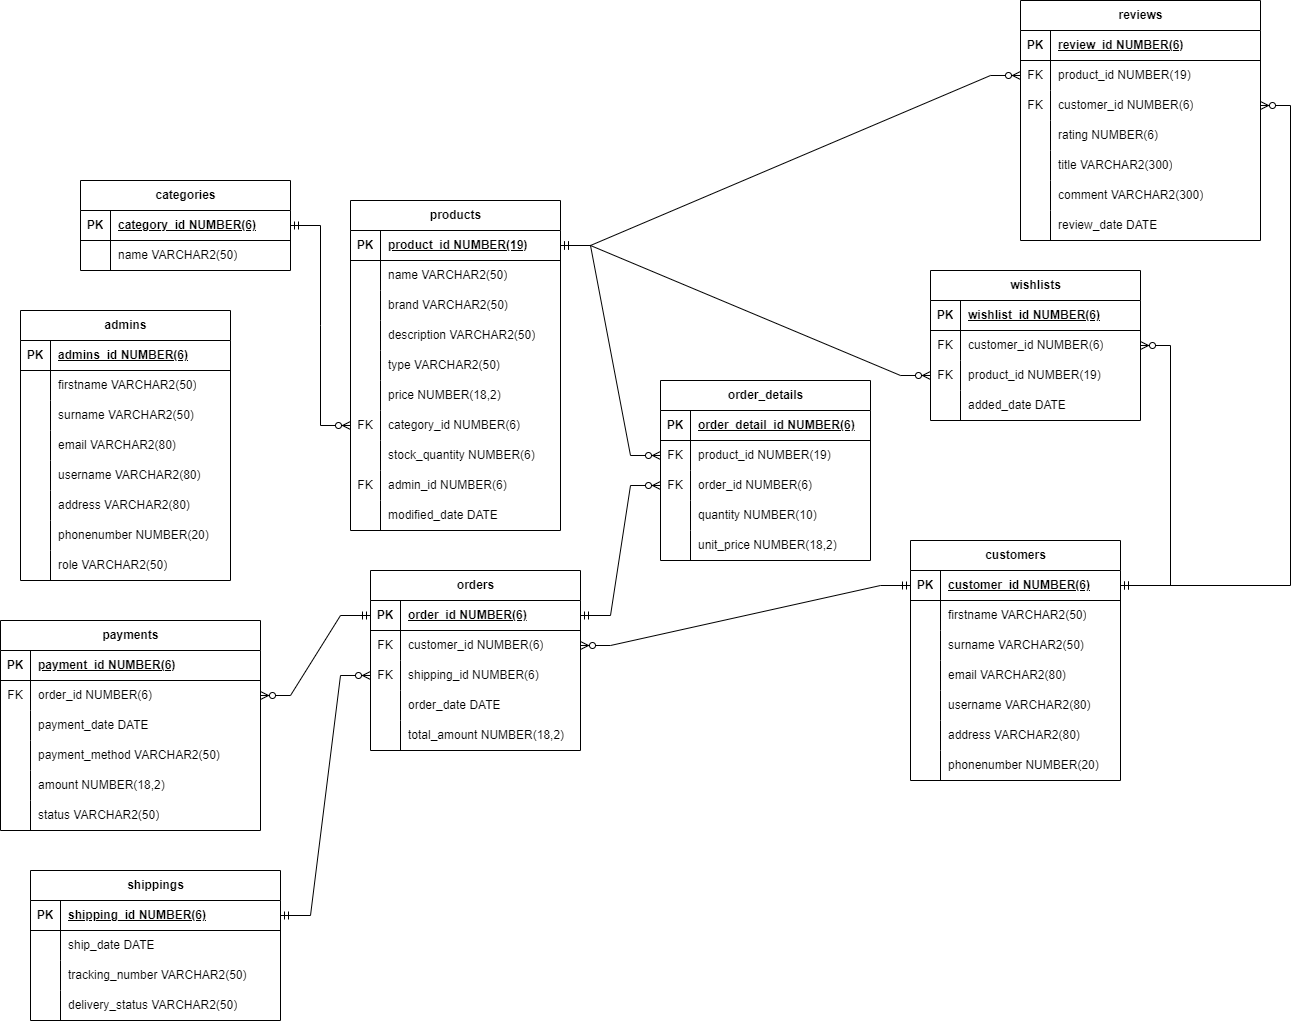 reviews
PK review_id NUMBER(6)
FK product_id NUMBER(19)
FK customer_id NUMBER(6)
rating NUMBER(6)
title VARCHAR2(300)
comment VARCHAR2(300)
review_date DATE
categories
PK category_id NUMBER(6)
name VARCHAR2(50)
products
PK product_id NUMBER(19)
name VARCHAR2(50)
brand VARCHAR2(50)
description VARCHAR2(50)
type VARCHAR2(50)
price NUMBER(18,2)
FK category_id NUMBER(6)
stock_quantity NUMBER(6)
FK admin_id NUMBER(6)
modified_date DATE
wishlists
PK wishlist_id NUMBER(6)
FK customer_id NUMBER(6)
FK product_id NUMBER(19)
added_date DATE
admins
PK admins_id NUMBER(6)
firstname VARCHAR2(50)
surname VARCHAR2(50)
email VARCHAR2(80)
username VARCHAR2(80)
address VARCHAR2(80)
phonenumber NUMBER(20)
role VARCHAR2(50)
order_details
PK order_detail_id NUMBER(6)
FK product_id NUMBER(19)
FK order_id NUMBER(6)
quantity NUMBER(10)
unit_price NUMBER(18,2)
customers
PK customer_id NUMBER(6)
firstname VARCHAR2(50)
surname VARCHAR2(50)
email VARCHAR2(80)
username VARCHAR2(80)
address VARCHAR2(80)
phonenumber NUMBER(20)
orders
PK order_id NUMBER(6)
FK customer_id NUMBER(6)
FK shipping_id NUMBER(6)
order_date DATE
total_amount NUMBER(18,2)
payments
PK payment_id NUMBER(6)
FK order_id NUMBER(6)
payment_date DATE
payment_method VARCHAR2(50)
amount NUMBER(18,2)
status VARCHAR2(50)
shippings
PK shipping_id NUMBER(6)
ship_date DATE
tracking_number VARCHAR2(50)
delivery_status VARCHAR2(50)